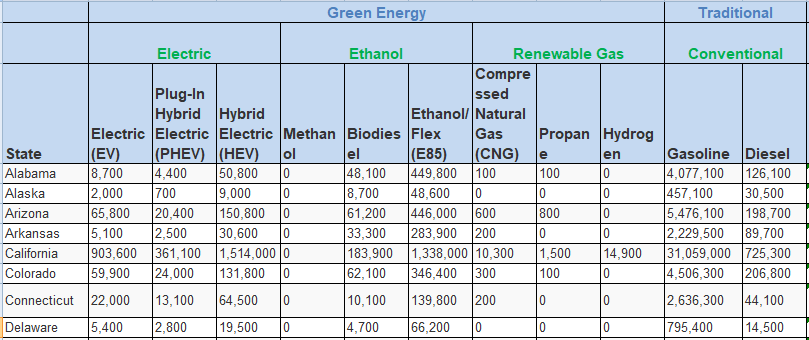 Green Energy Traditional
Electric Ethanol Renewable Gas Conventional
State Electric (EV) Plug-In Hybrid Electric (PHEV) Hybrid Electric (HEV) Methanol Biodiesel Ethanol/Flex (E85) Compressed Natural Gas (CNG) Propane Hydrogen Gasoline Diesel
Alabama 8,700 4,400 50,800 0 48,100 449,800 100 100 0 4,077,100 126,100
Alaska 2,000 700 9,000 0 8,700 48,600 0 0 0 457,100 30,500
Arizona 65,800 20,400 150,800 0 61,200 446,000 600 800 0 5,476,100 198,700
Arkansas 5,100 2,500 30,600 0 33,300 283,900 200 0 0 2,229,500 89,700
California 903,600 361,100 1,514,000 0 183,900 1,338,000 10,300 1,500 14,900 31,059,000 725,300
Colorado 59,900 24,000 131,800 0 62,100 346,400 300 100 0 4,506,300 206,800
Connecticut 22,000 13,100 64,500 0 10,100 139,800 200 0 0 2,636,300 44,100
Delaware 5,400 2,800 19,500 0 4,700 66,200 0 0 0 795,400 14,500